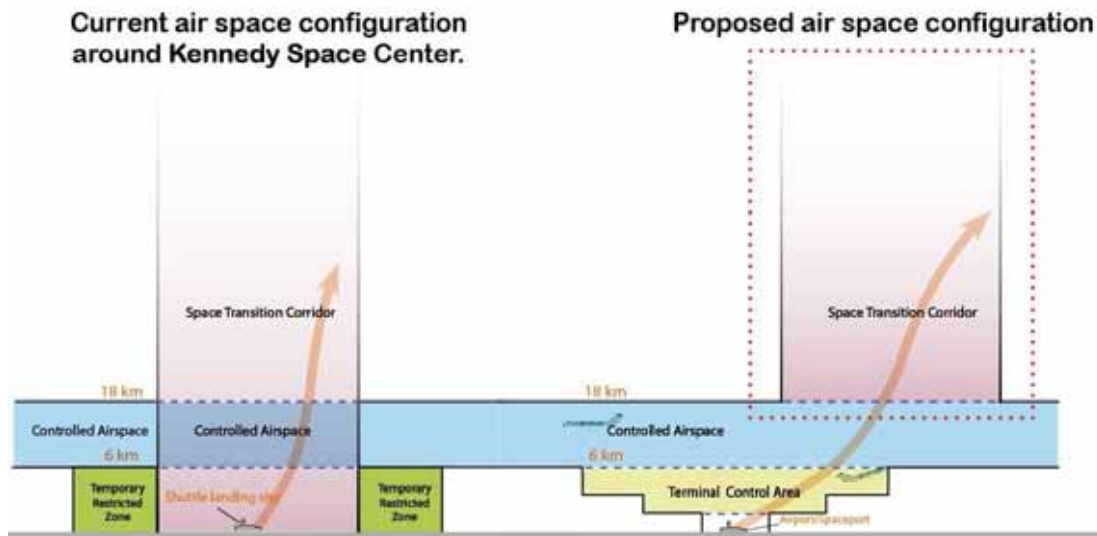 Current air space configuration
around Kennedy Space Center.
Proposed air space configuration
Space Transition Corridor
18 km
Controlled Airspace
Controlled Airspace
6 km
Temporary
Restricted
Zone
Shuttle landing site
Temporary
Restricted
Zone
Space Transition Corridor
18 km
Controlled Airspace
6 km
Terminal Control Area
Airport/Spaceport